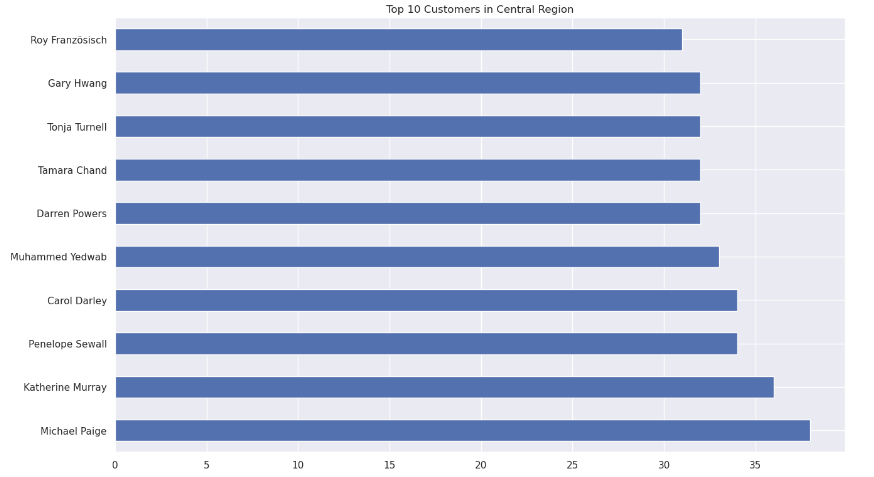 Top 10 Customers in Central Region
Roy Französisch
Gary Hwang
Tonja Turnell
Tamara Chand
Darren Powers
Muhammed Yedwab
Carol Darley
Penelope Sewall
Katherine Murray
Michael Paige
0 5 10 15 20 25 30 35